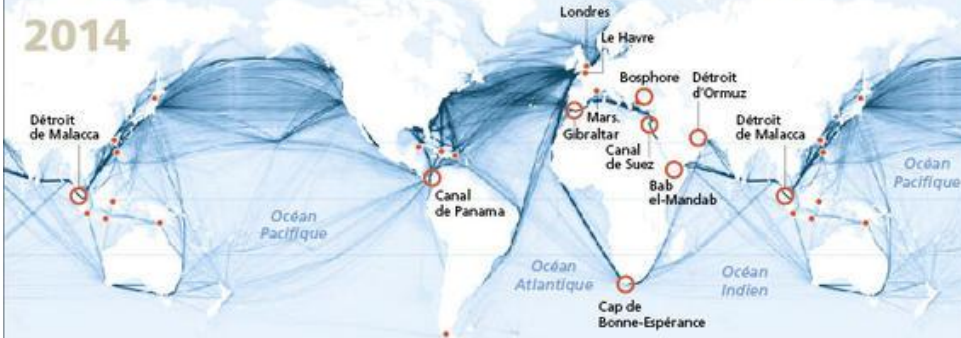 2014
Londres
Le Havre
Bosphore
Détroit
d'Ormuz
Détroit
de Malacca
Mars.
Gibraltar
Canal
de Suez
Détroit
de Malacca
Bab
el-Mandab
Océan
Pacifique
Canal
de Panama
Océan
Pacifique
Océan
Atlantique
Océan
Indien
Cap de
Bonne-Espérance